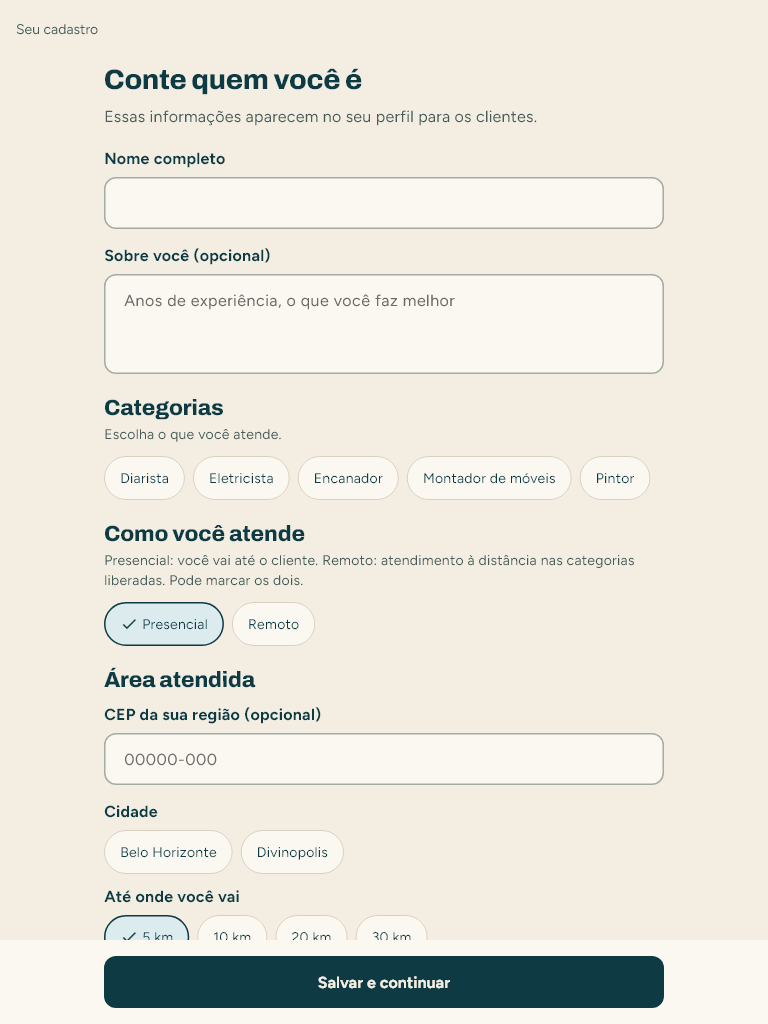 Seu cadastro
Conte quem você é
Essas informações aparecem no seu perfil para os clientes.
Nome completo
Sobre você (opcional)
Anos de experiência, o que você faz melhor
Categorias
Escolha o que você atende.
Diarista Eletricista Encanador Montador de móveis Pintor
Como você atende
Presencial: você vai até o cliente. Remoto: atendimento à distância nas categorias
liberadas. Pode marcar os dois.
Presencial Remoto
Área atendida
CEP da sua região (opcional)
00000-000
Cidade
Belo Horizonte Divinopolis
Até onde você vai
5 km 10 km 20 km 30 km
Salvar e continuar